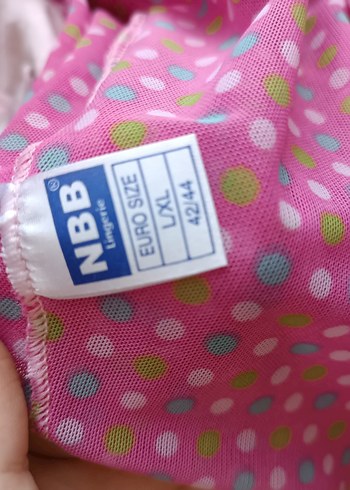 NBB®
Lingerie
EURO SIZE
L/XL
42/44